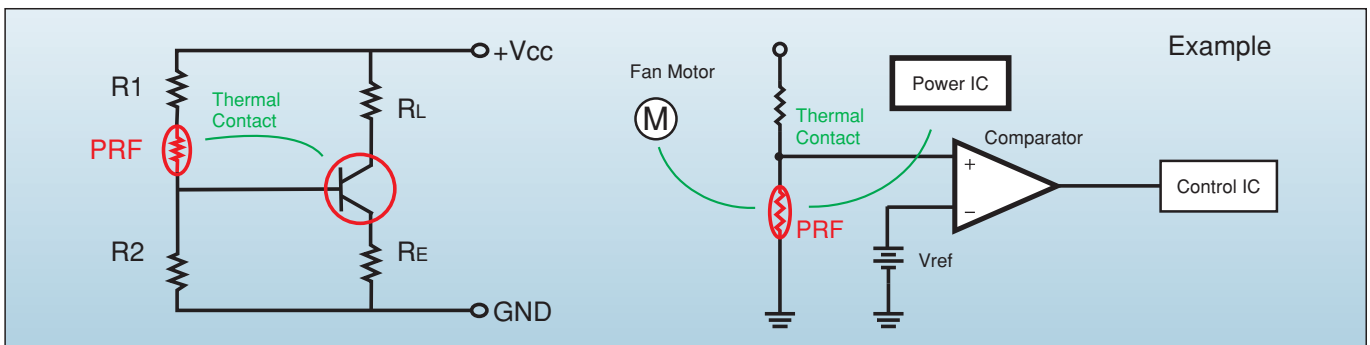 Example
+Vcc
R1
Thermal
Contact
RL
PRF
R2
RE
GND
Fan Motor
M
Power IC
Thermal
Contact
Comparator
+
−
Control IC
PRF
Vref